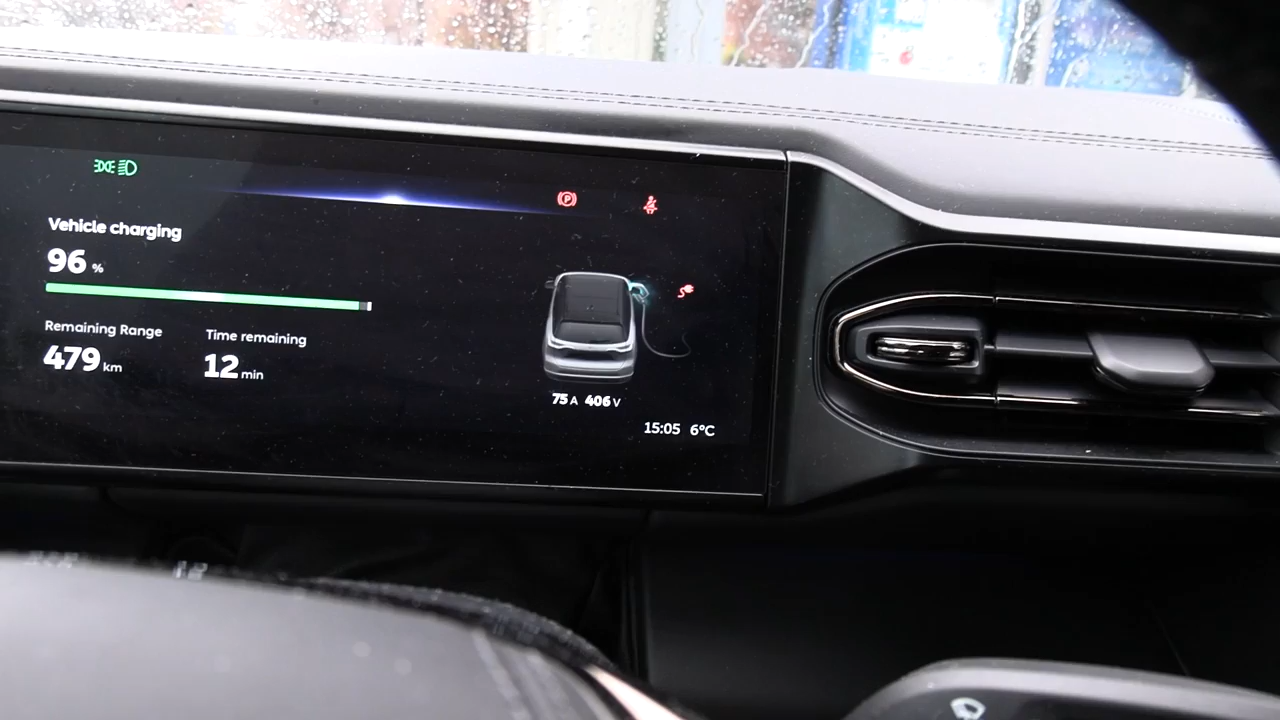 Vehicle charging
96 %
Remaining Range
479 km
Time remaining
12 min
75 A 406 V
15:05 6°C